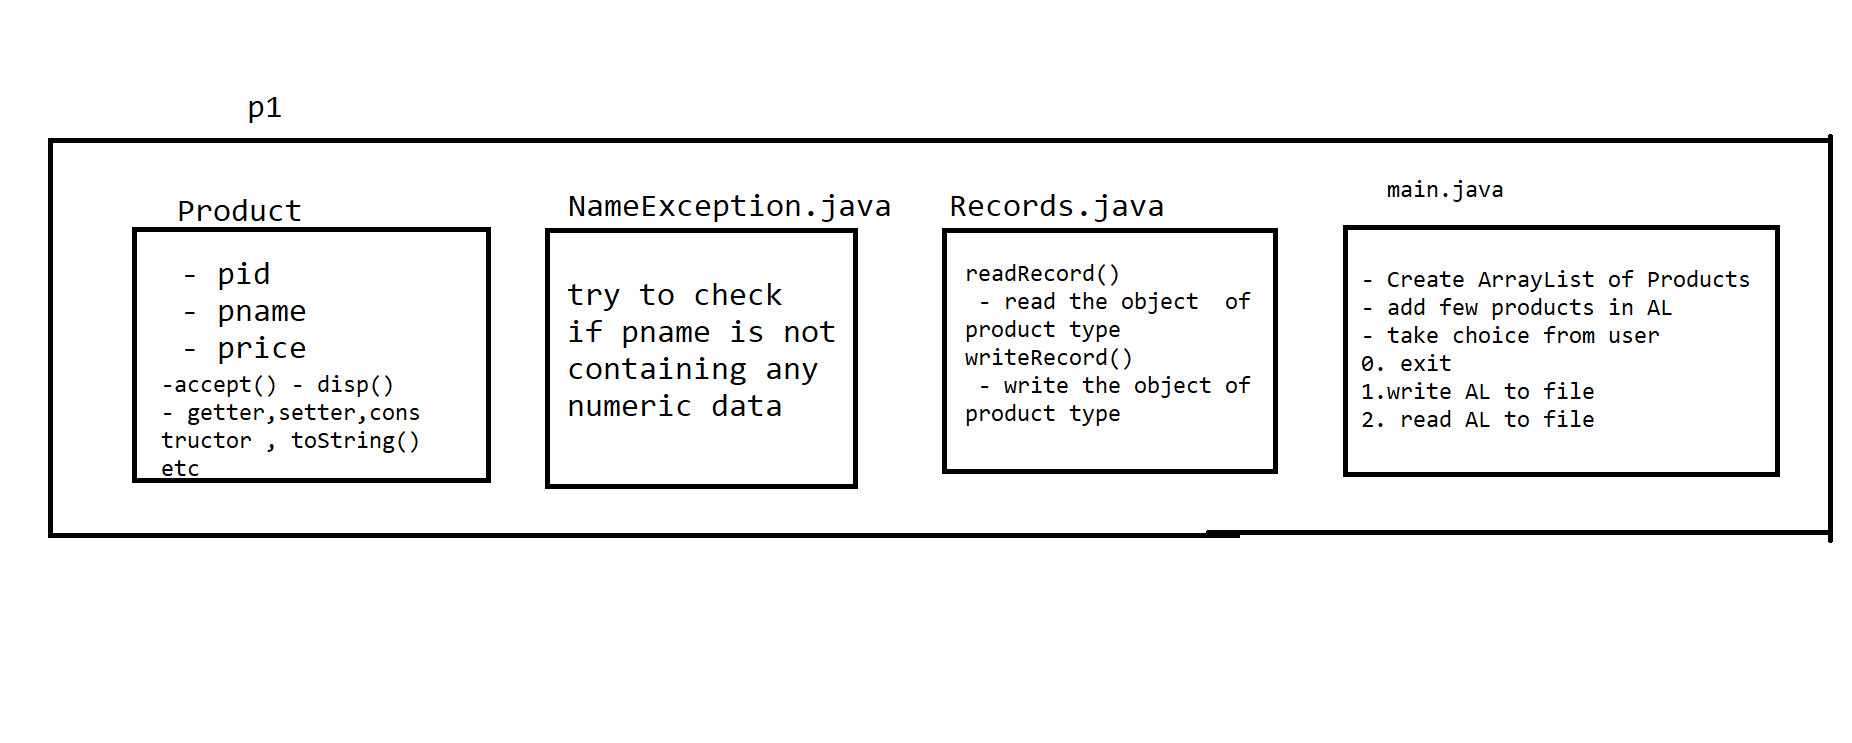 p1
Product
- pid
- pname
- price
-accept() - disp()
- getter,setter,cons
tructor , toString()
etc
NameException.java
try to check
if pname is not
containing any
numeric data
Records.java
readRecord()
- read the object  of
product type
writeRecord()
- write the object of
product type
main.java
- Create ArrayList of Products
- add few products in AL
- take choice from user
0. exit
1.write AL to file
2. read AL to file